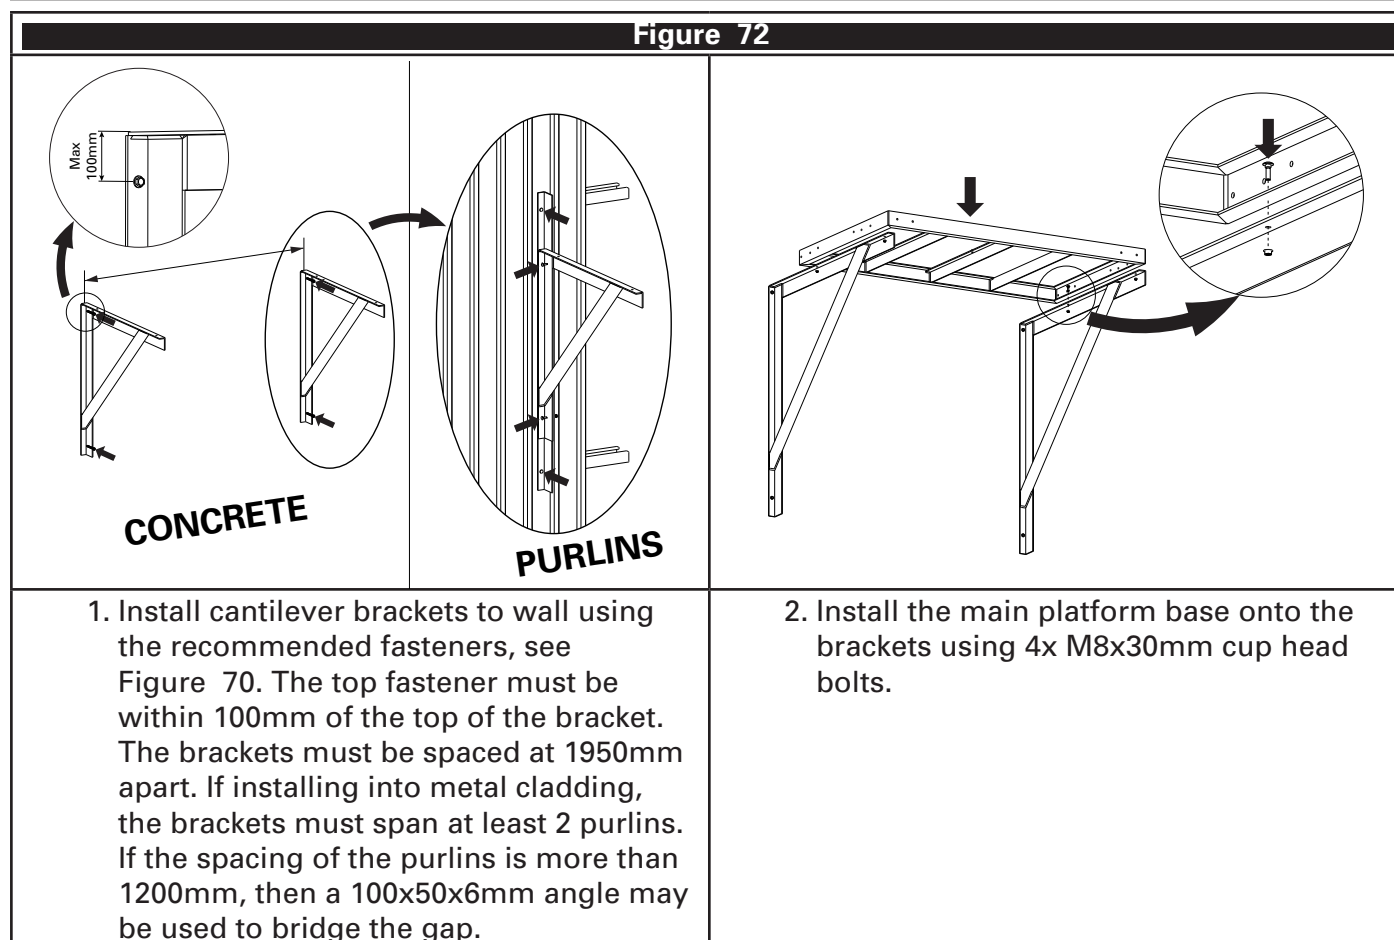 Figure 72
Max
100mm
CONCRETE
PURLINS
1. Install cantilever brackets to wall using
the recommended fasteners, see
Figure 70. The top fastener must be
within 100mm of the top of the bracket.
The brackets must be spaced at 1950mm
apart. If installing into metal cladding,
the brackets must span at least 2 purlins.
If the spacing of the purlins is more than
1200mm, then a 100x50x6mm angle may
be used to bridge the gap.
2. Install the main platform base onto the
brackets using 4x M8x30mm cup head
bolts.